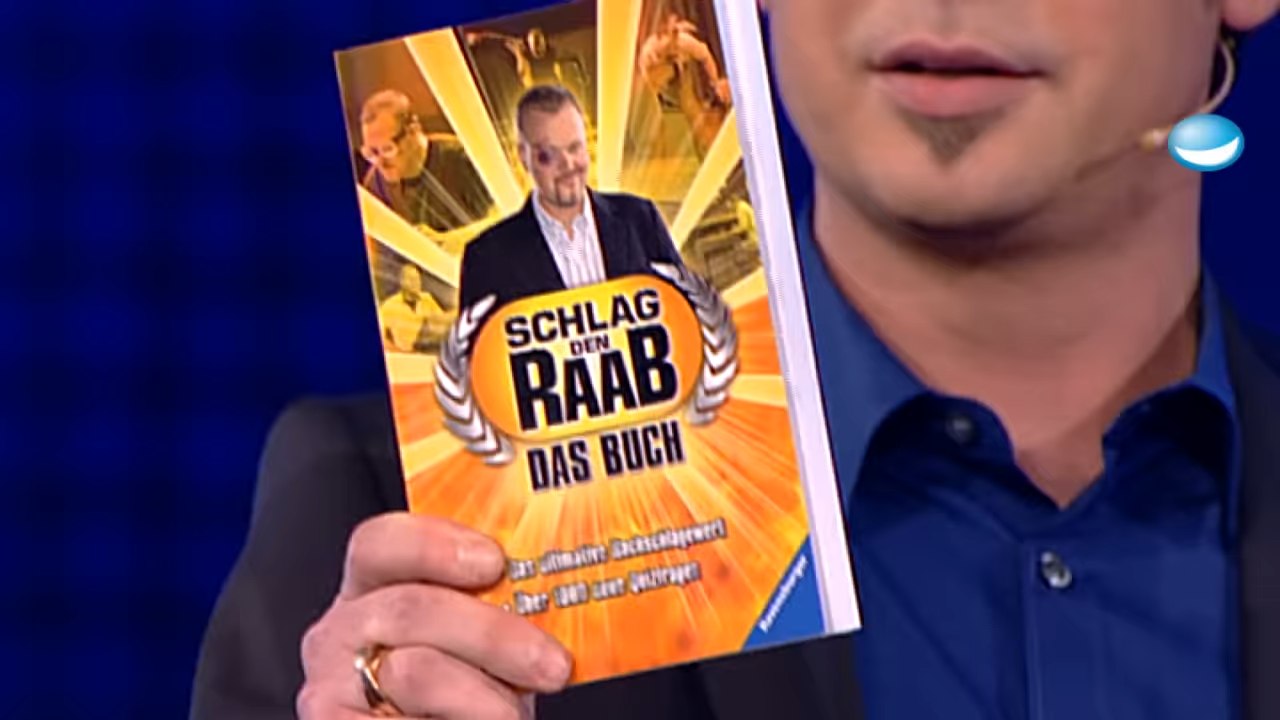 SCHLAG
DEN
RAAB
DAS BUCH
Das ultimative Nachschlagewerk
• Über 1000 neue Quizfragen
Ravensburger